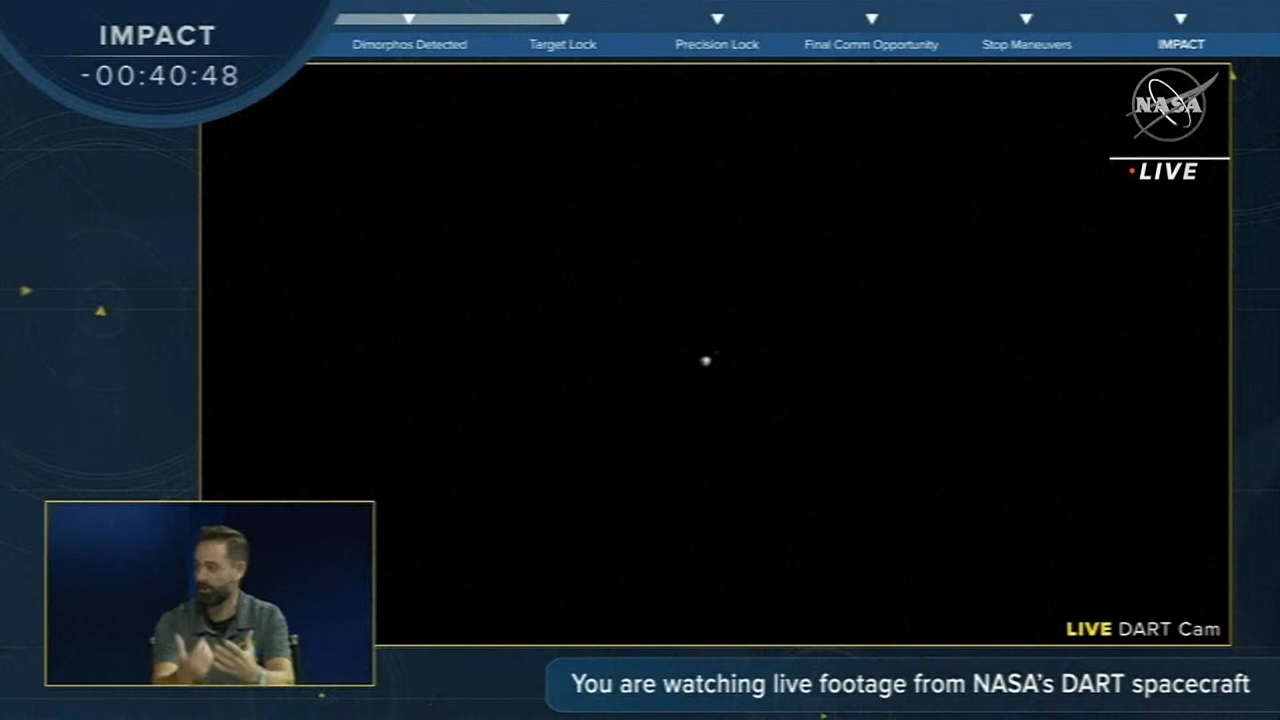 IMPACT
-00:40:48
Dimorphos Detected
Target Lock
Precision Lock
Final Comm Opportunity
Stop Maneuvers
IMPACT
NASA
LIVE
LIVE DART Cam
You are watching live footage from NASA's DART spacecraft